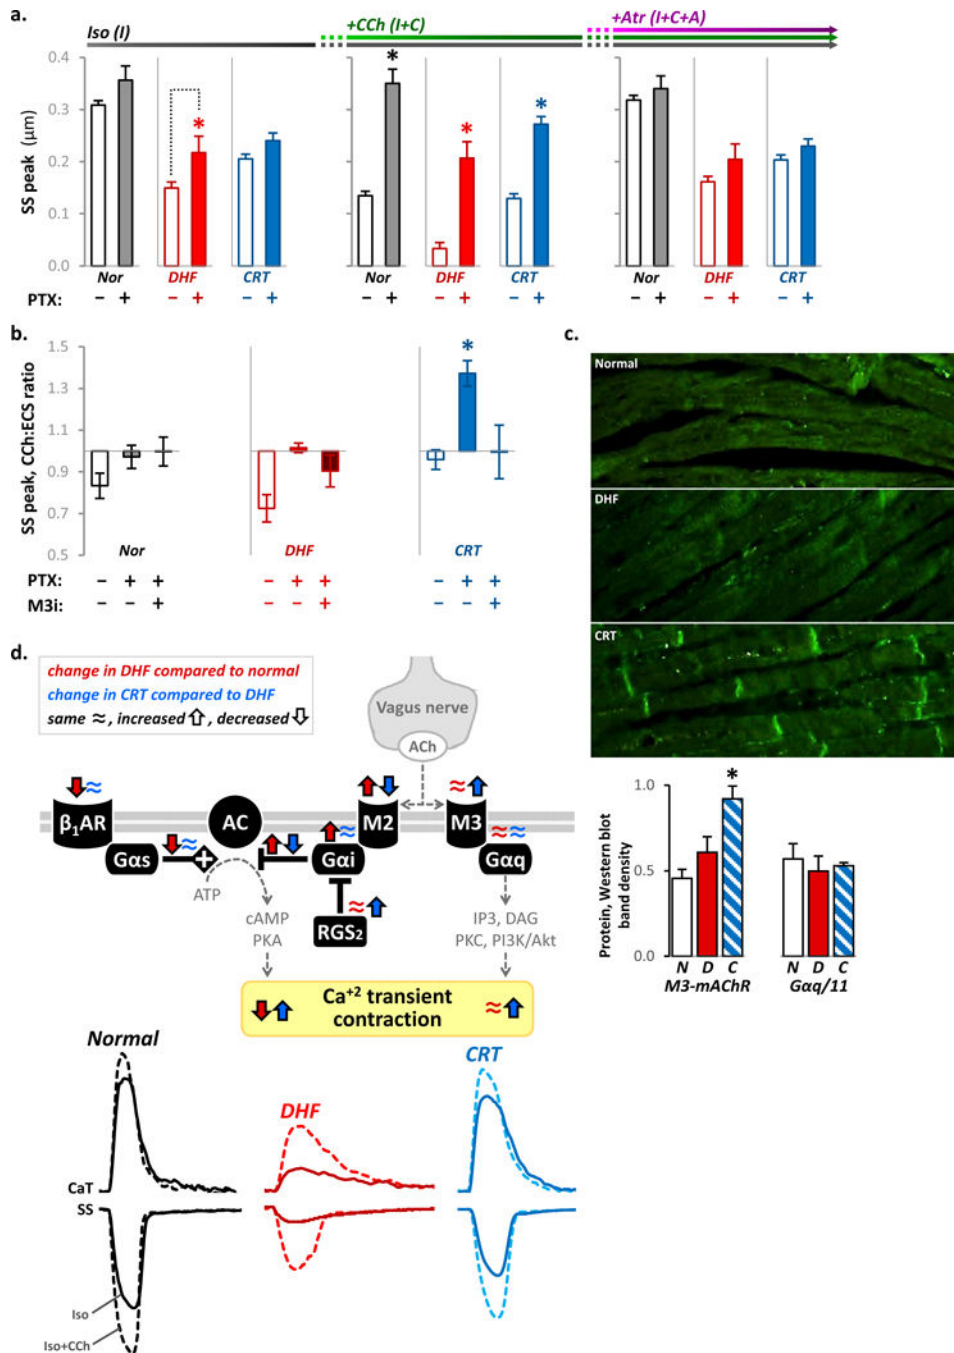 a.
Iso (I)
+CCh (I+C)
+Atr (I+C+A)
SS peak (µm)
0.4
0.3
0.2
0.1
0.0
*
*
*
*
Nor DHF CRT
Nor DHF CRT
Nor DHF CRT
PTX: – + – + – + – + – + – + – + – + – +
b.
SS peak, CCh:ECS ratio
1.5
1.3
1.1
0.9
0.7
0.5
*
Nor DHF CRT
PTX: – + + – + + – + +
M3i: – – + – – + – – +
c.
Normal
DHF
CRT
Protein, Western blot
band density
1.0
0.5
0.0
*
N D C N D C
M3-mAChR Gαq/11
d.
change in DHF compared to normal
change in CRT compared to DHF
same ≈, increased ⇧, decreased ⇩
Vagus nerve
ACh
≈ ≈
β₁AR AC M2 M3
≈ ≈ ≈ ≈
Gαs + Gαi Gαq
ATP
cAMP
PKA
≈
RGS₂
IP3, DAG
PKC, PI3K/Akt
Ca⁺² transient
contraction
≈
Normal
DHF
CRT
CaT
SS
Iso
Iso+CCh